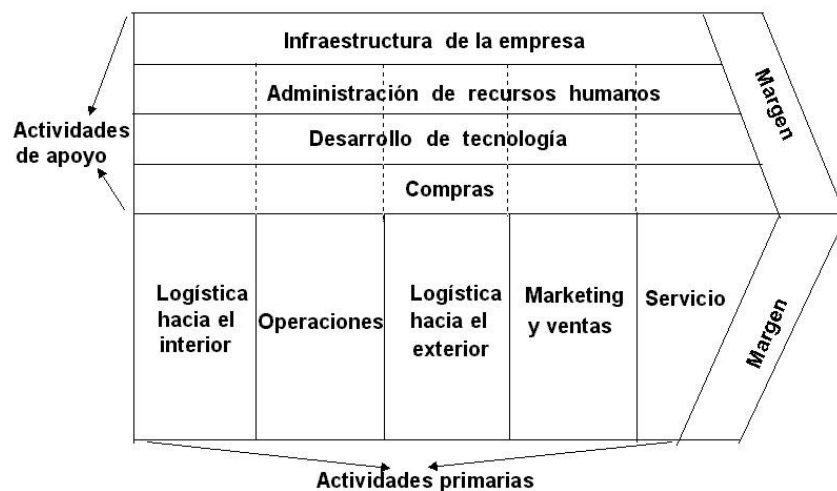 Infraestructura de la empresa
Administración de recursos humanos
Desarrollo de tecnología
Compras
Margen
Actividades
de apoyo
Logística
hacia el
interior
Operaciones
Logística
hacia el
exterior
Marketing
y ventas
Servicio
Margen
Actividades primarias